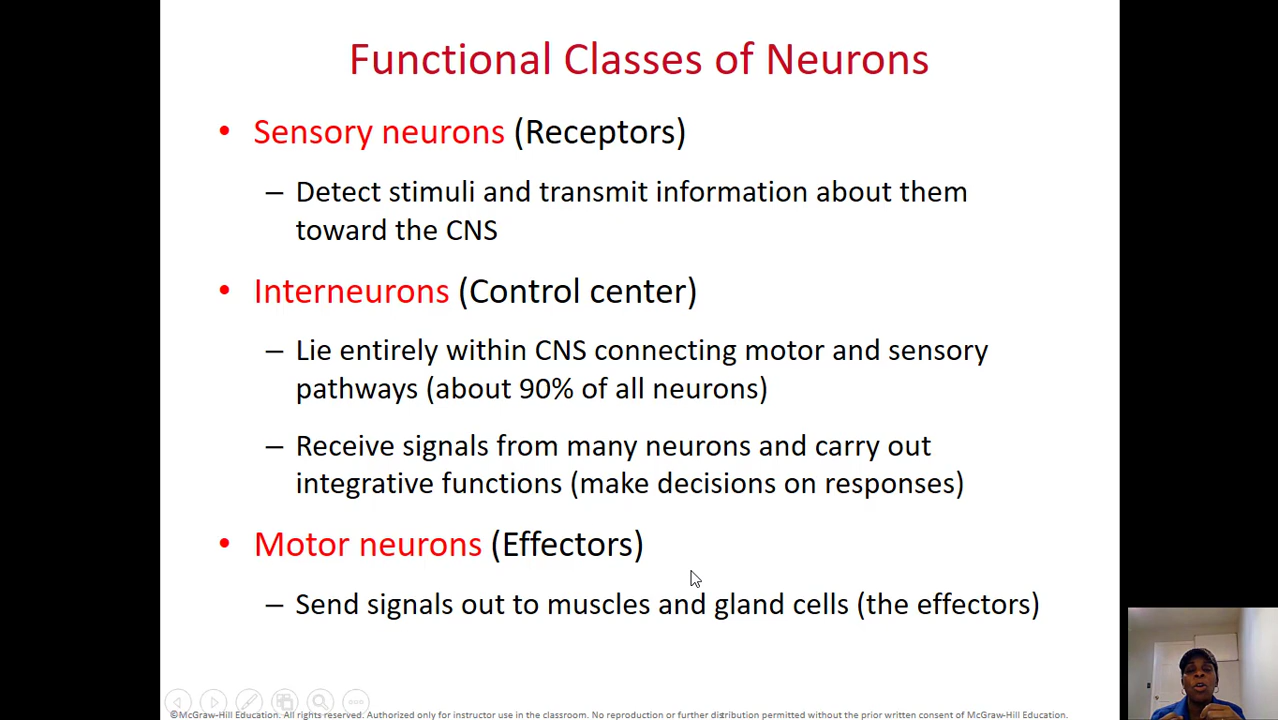 Functional Classes of Neurons
• Sensory neurons (Receptors)
– Detect stimuli and transmit information about them
toward the CNS
• Interneurons (Control center)
– Lie entirely within CNS connecting motor and sensory
pathways (about 90% of all neurons)
– Receive signals from many neurons and carry out
integrative functions (make decisions on responses)
• Motor neurons (Effectors)
– Send signals out to muscles and gland cells (the effectors)
©McGraw-Hill Education. All rights reserved. Authorized only for instructor use in the classroom. No reproduction or further distribution permitted without the prior written consent of McGraw-Hill Education.